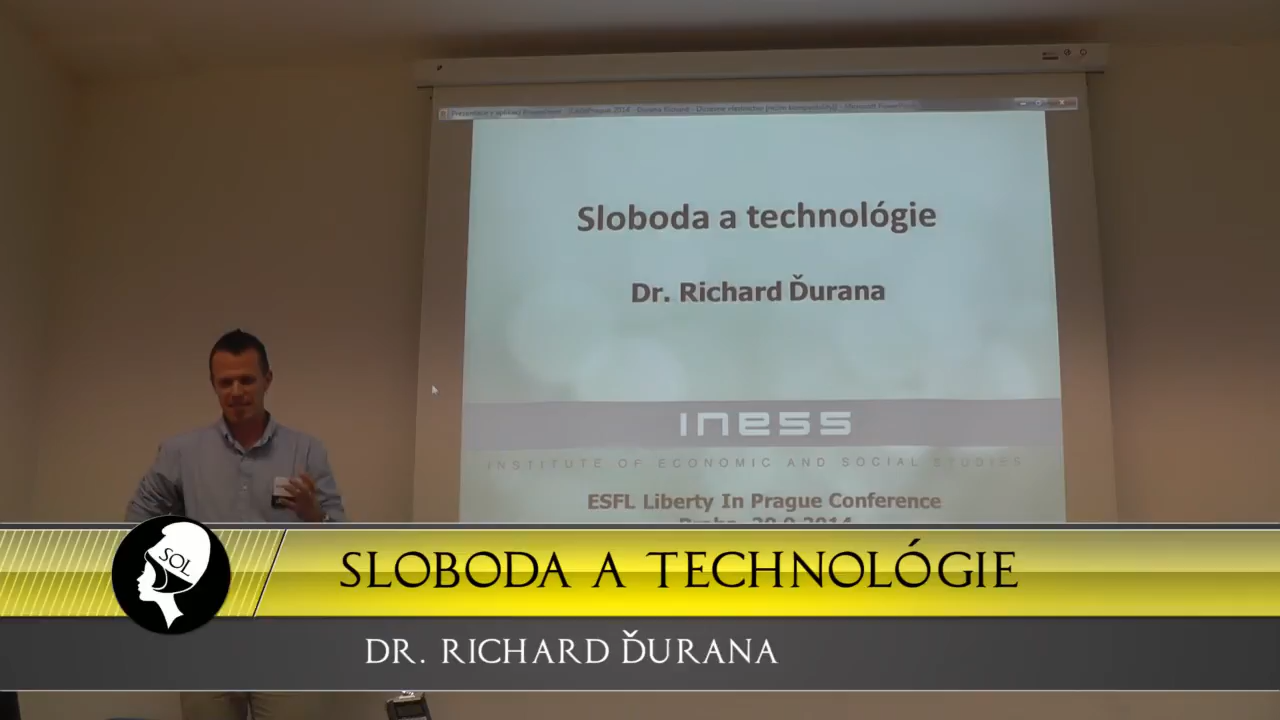 Sloboda a technológie
Dr. Richard Ďurana
iness
INSTITUTE OF ECONOMIC AND SOCIAL STUDIES
ESFL Liberty In Prague Conference
SOL
SLOBODA A TECHNOLÓGIE
DR. RICHARD ĎURANA